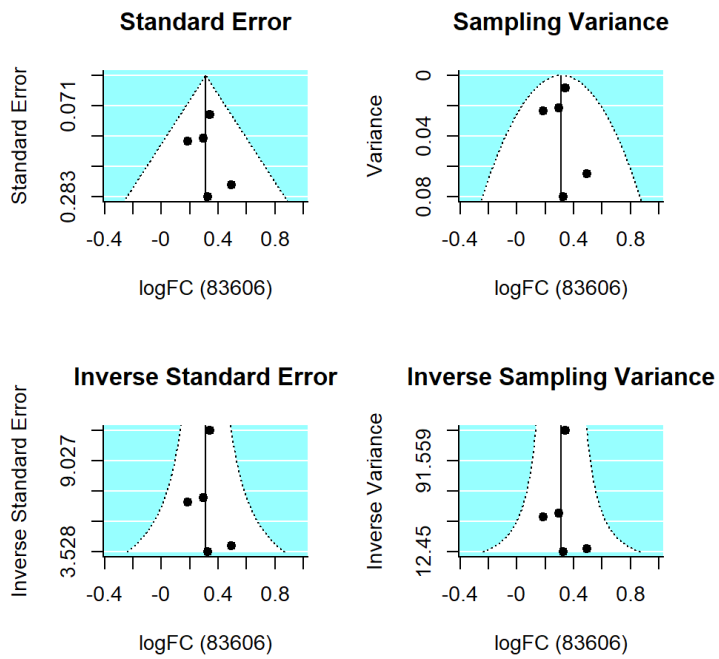 Standard Error
Standard Error
0.071
0.283
-0.4 -0 0.4 0.8
logFC (83606)
Sampling Variance
Variance
0
0.04
0.08
-0.4 -0 0.4 0.8
logFC (83606)
Inverse Standard Error
Inverse Standard Error
9.027
3.528
-0.4 -0 0.4 0.8
logFC (83606)
Inverse Sampling Variance
Inverse Variance
91.559
12.45
-0.4 -0 0.4 0.8
logFC (83606)